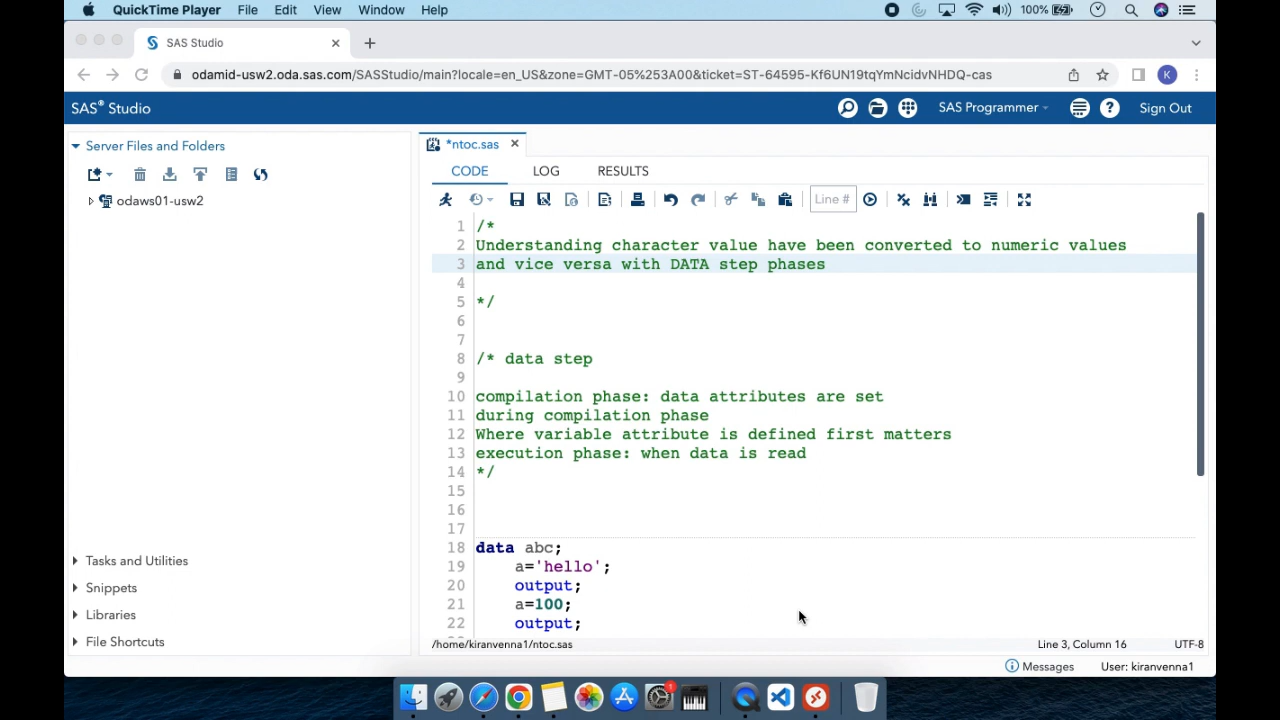 QuickTime Player File Edit View Window Help 100%
SAS Studio
odamid-usw2.oda.sas.com/SASStudio/main?locale=en_US&zone=GMT-05%253A00&ticket=ST-64595-Kf6UN19tqYmNcidvNHDQ-cas K
SAS® Studio SAS Programmer Sign Out
Server Files and Folders
odaws01-usw2
Tasks and Utilities
Snippets
Libraries
File Shortcuts
*ntoc.sas
CODE LOG RESULTS
Line #
1 /*
2 Understanding character value have been converted to numeric values
3 and vice versa with DATA step phases
4
5 */
6
7
8 /* data step
9
10 compilation phase: data attributes are set
11 during compilation phase
12 Where variable attribute is defined first matters
13 execution phase: when data is read
14 */
15
16
17
18 data abc;
19 a='hello';
20 output;
21 a=100;
22 output;
/home/kiranvenna1/ntoc.sas Line 3, Column 16 UTF-8
Messages User: kiranvenna1
1